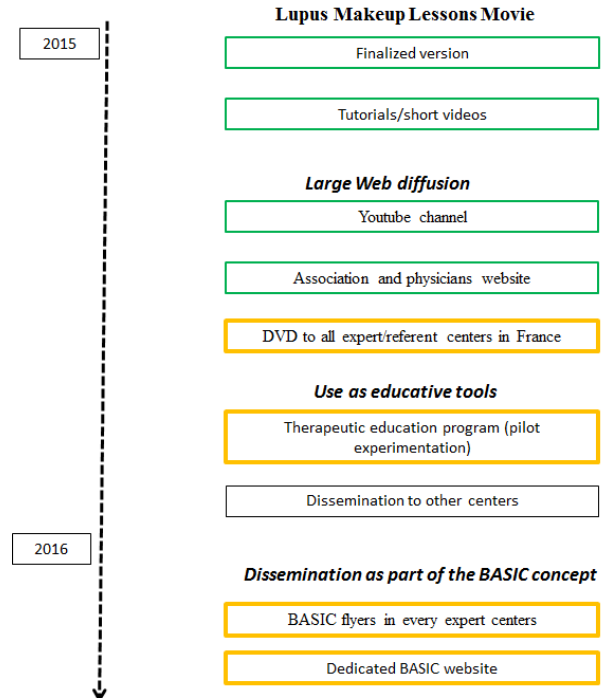 Lupus Makeup Lessons Movie
2015
Finalized version
Tutorials/short videos
Large Web diffusion
Youtube channel
Association and physicians website
DVD to all expert/referent centers in France
Use as educative tools
Therapeutic education program (pilot
experimentation)
Dissemination to other centers
2016
Dissemination as part of the BASIC concept
BASIC flyers in every expert centers
Dedicated BASIC website